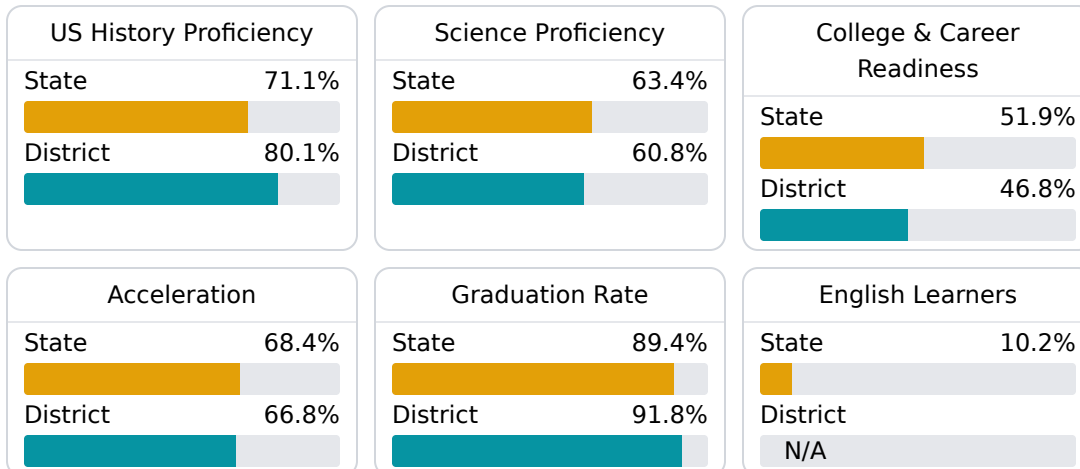 US History Proficiency
State 71.1%
District 80.1%
Science Proficiency
State 63.4%
District 60.8%
College & Career
Readiness
State 51.9%
District 46.8%
Acceleration
State 68.4%
District 66.8%
Graduation Rate
State 89.4%
District 91.8%
English Learners
State 10.2%
District
N/A